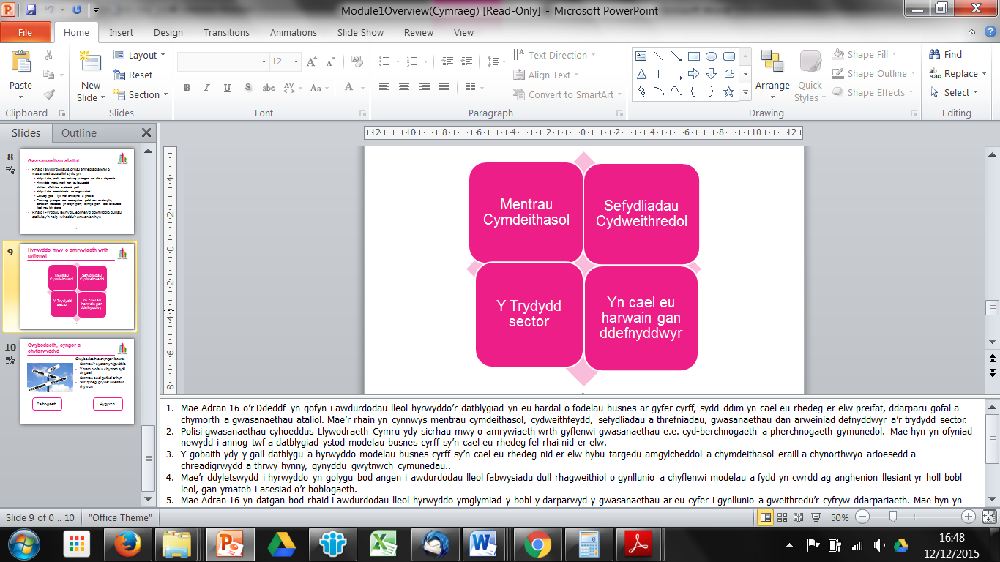 Module1Overview(Cymraeg) [Read-Only] - Microsoft PowerPoint
File Home Insert Design Transitions Animations Slide Show Review View
Paste
Clipboard
New Slide
Layout
Reset
Section
Slides
12
Font
Text Direction
Align Text
Convert to SmartArt
Paragraph
Arrange
Quick Styles
Shape Fill
Shape Outline
Shape Effects
Drawing
Find
Replace
Select
Editing
Slides Outline
8
Gwasanaethau ataliol
9
Hyrwyddo mwy o amrywiaeth wrth
gyflenwi
Mentrau
Cymdeithasol
Sefydliadau
Cydweithredol
Y Trydydd
sector
Yn cael eu
harwain gan
ddefnyddwyr
10
Gwybodaeth, cyngor a
chyfarwyddyd
Hygyrch
12 10 8 6 4 2 0 2 4 6 8 10 12
4 2 0 2 4 6 8
Mentrau
Cymdeithasol
Sefydliadau
Cydweithredol
Y Trydydd
sector
Yn cael eu
harwain gan
ddefnyddwyr
1. Mae Adran 16 o'r Ddeddf yn gofyn i awdurdodau lleol hyrwyddo'r datblygiad yn eu hardal o fodelau busnes ar gyfer cyrff, sydd ddim yn cael eu rhedeg er elw preifat, ddarparu gofal a
chymorth a gwasanaethau ataliol. Mae'r rhain yn cynnwys mentrau cymdeithasol, cydweithfeydd, sefydliadau a threfniadau, gwasanaethau dan arweiniad defnyddwyr a'r trydydd sector.
2. Polisi gwasanaethau cyhoeddus Llywodraeth Cymru ydy sicrhau mwy o amrywiaeth wrth gyflenwi gwasanaethau e.e. cyd-berchnogaeth a pherchnogaeth gymunedol. Mae hyn yn ofyniad
newydd i annog twf a datblygiad ystod modelau busnes cyrff sy'n cael eu rhedeg fel rhai nid er elw.
3. Y gobaith ydy y gall datblygu a hyrwyddo modelau busnes cyrff sy'n cael eu rhedeg nid er elw hybu targedu amgylcheddol a chymdeithasol eraill a chynorthwyo arloesedd a
chreadigrwydd a thrwy hynny, gynyddu gwytnwch cymunedau..
4. Mae'r ddyletswydd i hyrwyddo yn golygu bod angen i awdurdodau lleol fabwysiadu dull rhagweithiol o gynllunio a chyflenwi modelau a fydd yn cwrdd ag anghenion llesiant yr holl bobl
leol, gan ymateb i asesiad o'r boblogaeth.
5. Mae Adran 16 yn datgan bod rhaid i awdurdodau lleol hyrwyddo ymglymiad y bobl y darparwyd y gwasanaethau ar eu cyfer i gynllunio a gweithredu'r cyfryw ddarpariaeth. Mae hyn yn
Slide 9 of 0 .. 10 "Office Theme" 50%
16:48
12/12/2015